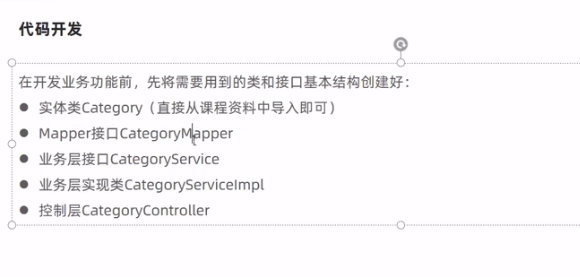 代码开发
在开发业务功能前，先将需要用到的类和接口基本结构创建好：
● 实体类Category（直接从课程资料中导入即可）
● Mapper接口CategoryMapper
● 业务层接口CategoryService
● 业务层实现类CategoryServiceImpl
● 控制层CategoryController